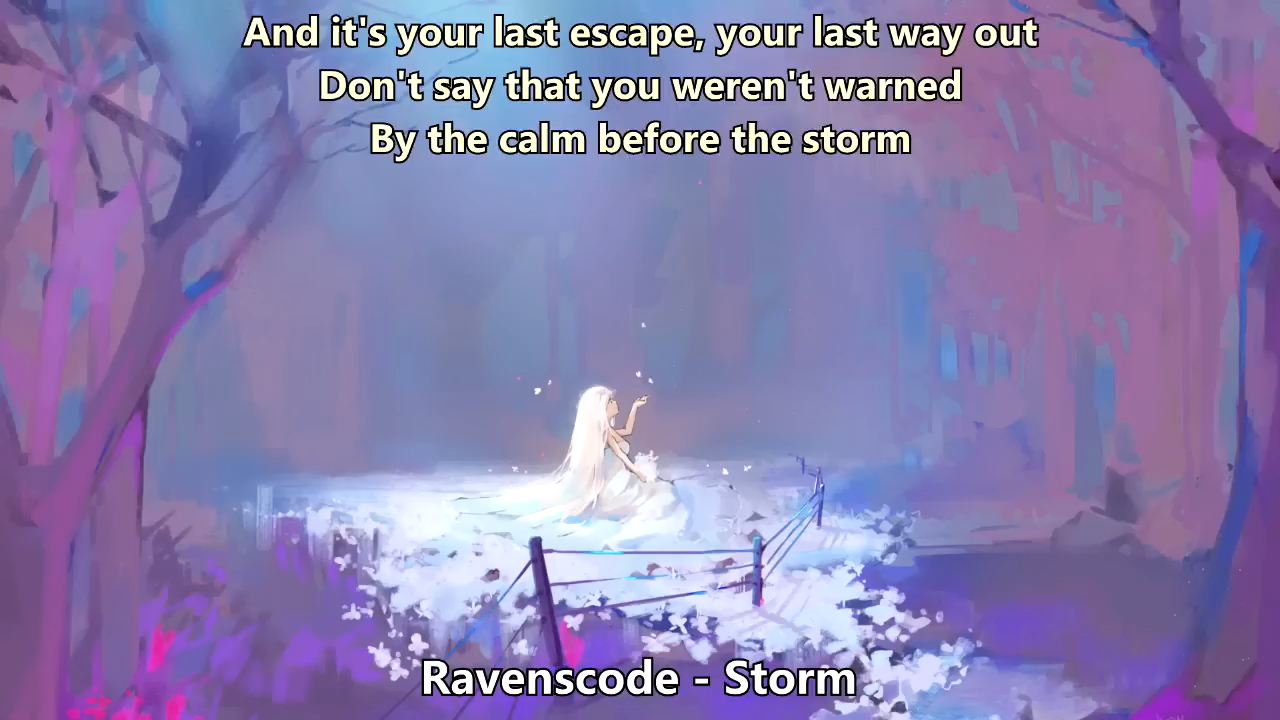 And it's your last escape, your last way out
Don't say that you weren't warned
By the calm before the storm
Ravenscode - Storm